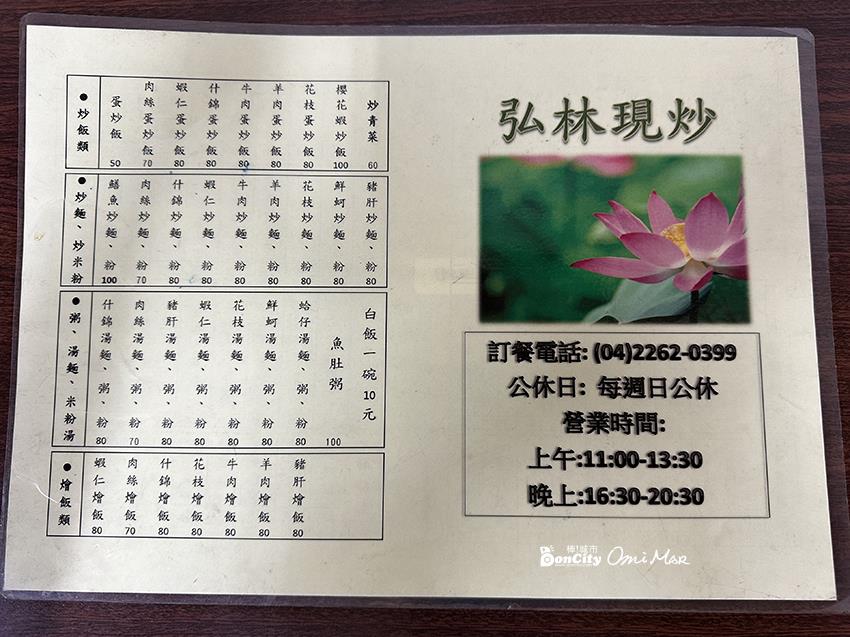 ● 炒飯類
蛋炒飯 50
肉絲蛋炒飯 70
蝦仁蛋炒飯 80
什錦蛋炒飯 80
牛肉蛋炒飯 80
羊肉蛋炒飯 80
花枝蛋炒飯 80
櫻花蝦炒飯 100
炒青菜 60
● 炒麵、炒米粉
鱔魚炒麵、粉 100
肉絲炒麵、粉 70
什錦炒麵、粉 80
蝦仁炒麵、粉 80
牛肉炒麵、粉 80
羊肉炒麵、粉 80
花枝炒麵、粉 80
鮮蚵炒麵、粉 80
豬肝炒麵、粉 80
● 粥、湯麵、米粉湯
什錦湯麵、粥、粉 80
肉絲湯麵、粥、粉 70
豬肝湯麵、粥、粉 80
蝦仁湯麵、粥、粉 80
花枝湯麵、粥、粉 80
鮮蚵湯麵、粥、粉 80
蛤仔湯麵、粥、粉 80
魚肚粥 100
白飯一碗10元
● 燴飯類
蝦仁燴飯 80
肉絲燴飯 70
什錦燴飯 80
花枝燴飯 80
牛肉燴飯 80
羊肉燴飯 80
豬肝燴飯 80
弘林現炒
訂餐電話: (04)2262-0399
公休日: 每週日公休
營業時間:
上午:11:00-13:30
晚上:16:30-20:30
棒!城市
BonCity Omi Mar